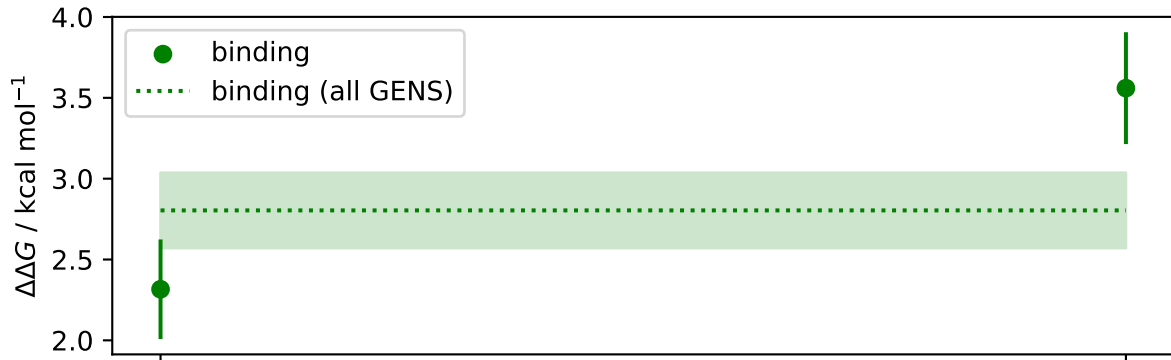 4.0
3.5
3.0
2.5
2.0
ΔΔG / kcal mol⁻¹
binding
binding (all GENS)